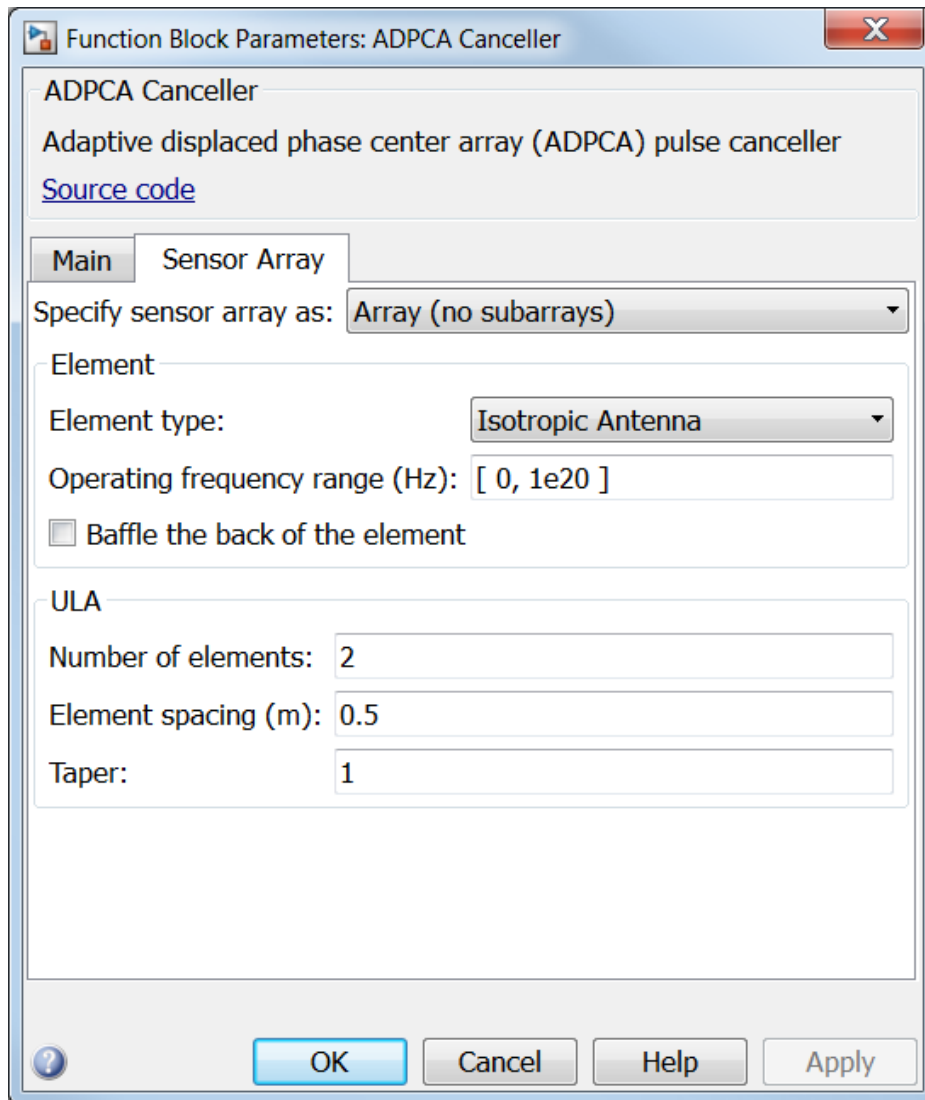 Function Block Parameters: ADPCA Canceller
X
ADPCA Canceller
Adaptive displaced phase center array (ADPCA) pulse canceller
Source code
Main Sensor Array
Specify sensor array as: Array (no subarrays)
Element
Element type: Isotropic Antenna
Operating frequency range (Hz): [ 0, 1e20 ]
Baffle the back of the element
ULA
Number of elements: 2
Element spacing (m): 0.5
Taper: 1
? OK Cancel Help Apply